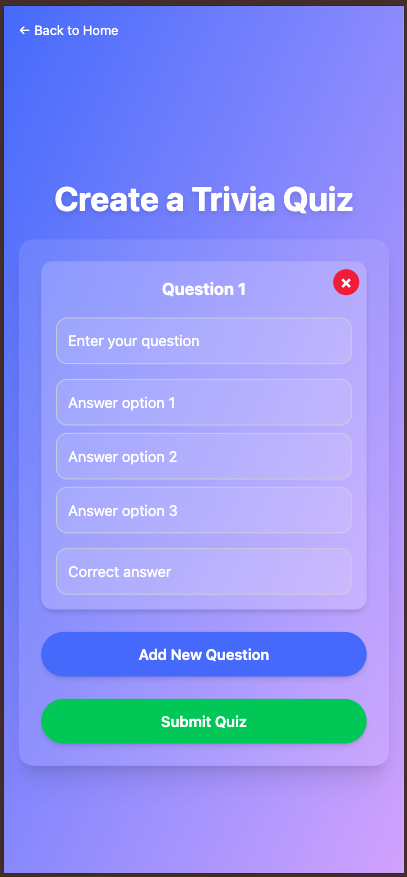 ← Back to Home
Create a Trivia Quiz
Question 1
Enter your question
Answer option 1
Answer option 2
Answer option 3
Correct answer
Add New Question
Submit Quiz